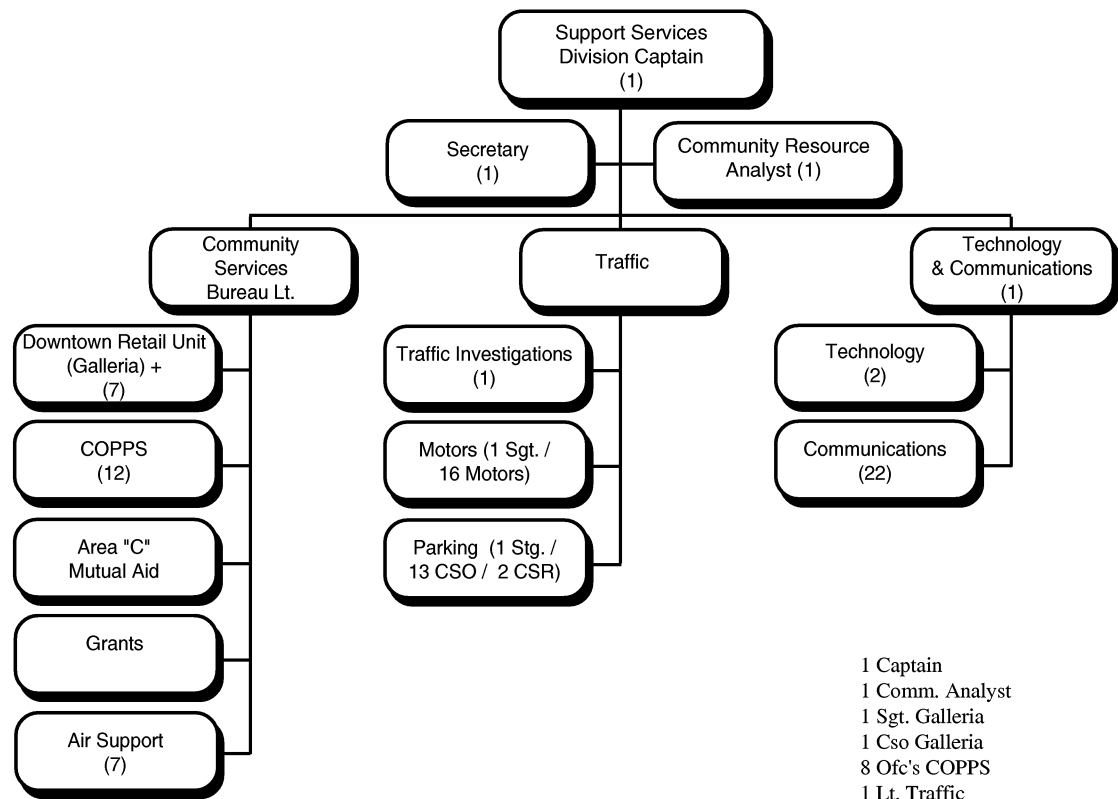 Support Services
Division Captain
(1)
Secretary
(1)
Community Resource
Analyst (1)
Community
Services
Bureau Lt.
Traffic
Technology
& Communications
(1)
Downtown Retail Unit
(Galleria) +
(7)
COPPS
(12)
Area "C"
Mutual Aid
Grants
Air Support
(7)
Traffic Investigations
(1)
Motors (1 Sgt. /
16 Motors)
Parking (1 Stg. /
13 CSO / 2 CSR)
Technology
(2)
Communications
(22)
1 Captain
1 Comm. Analyst
1 Sgt. Galleria
1 Cso Galleria
8 Ofc's COPPS
1 Lt. Traffic